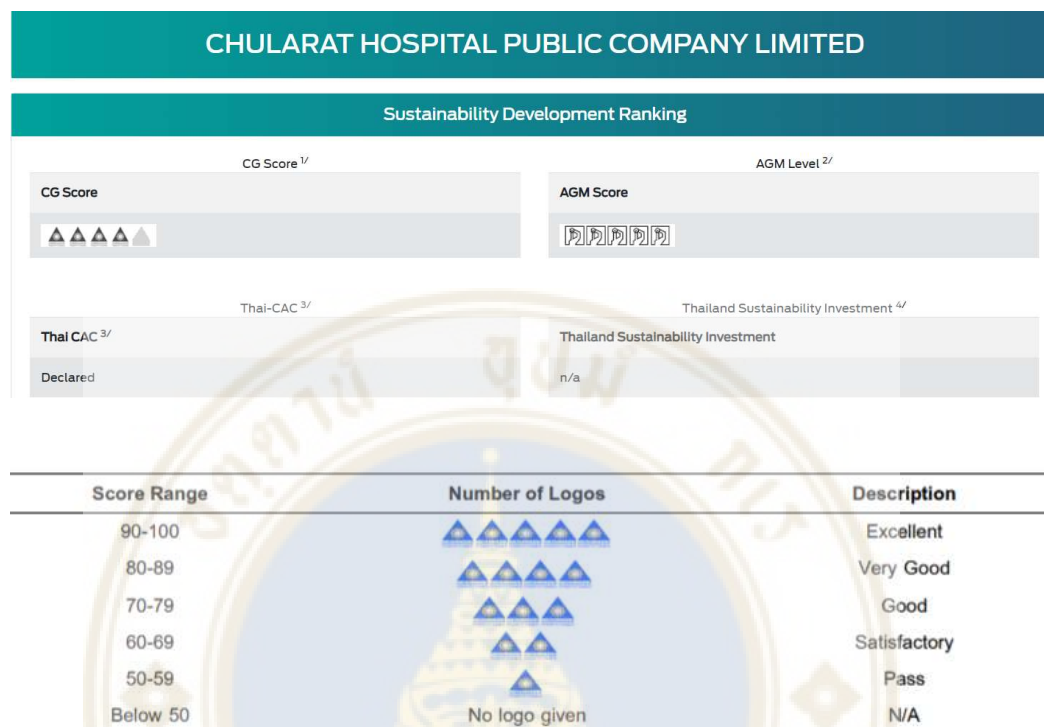 CHULARAT HOSPITAL PUBLIC COMPANY LIMITED
Sustainability Development Ranking
CG Score 1/
AGM Level 2/
CG Score
AGM Score
Thai-CAC 3/
Thailand Sustainability Investment 4/
Thai CAC 3/
Thailand Sustainability Investment
Declared
n/a
Score Range Number of Logos Description
90-100 Excellent
80-89 Very Good
70-79 Good
60-69 Satisfactory
50-59 Pass
Below 50 No logo given N/A